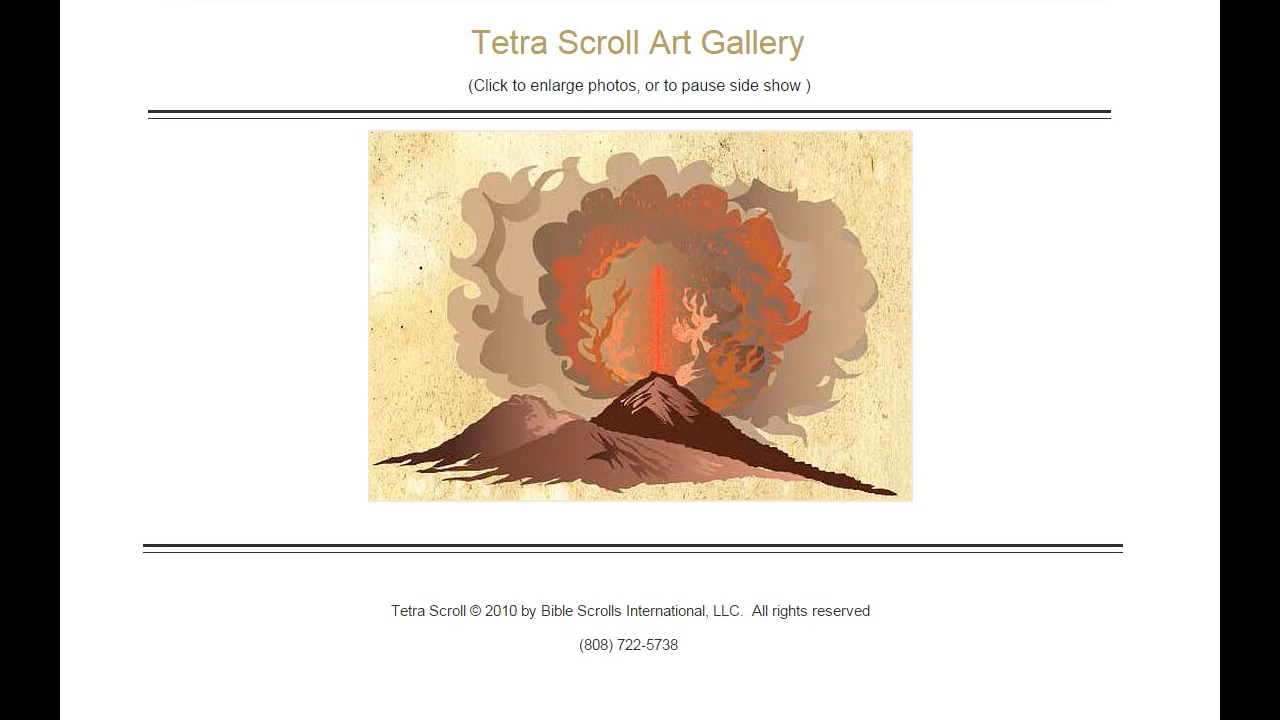 Tetra Scroll Art Gallery
(Click to enlarge photos, or to pause side show )
Tetra Scroll © 2010 by Bible Scrolls International, LLC.  All rights reserved
(808) 722-5738